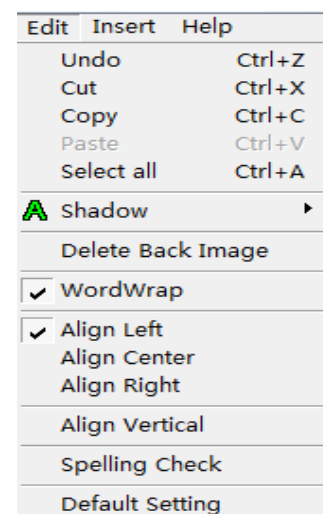 Edit Insert Help
Undo Ctrl+Z
Cut Ctrl+X
Copy Ctrl+C
Paste Ctrl+V
Select all Ctrl+A
A Shadow
Delete Back Image
WordWrap
Align Left
Align Center
Align Right
Align Vertical
Spelling Check
Default Setting